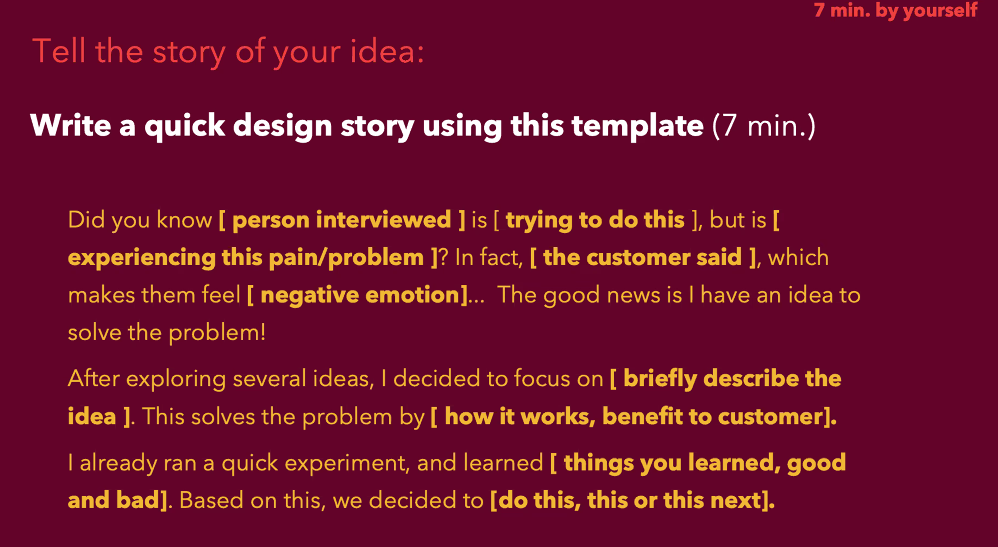 7 min. by yourself
Tell the story of your idea:
Write a quick design story using this template (7 min.)
Did you know [ person interviewed ] is [ trying to do this ], but is [
experiencing this pain/problem ]? In fact, [ the customer said ], which
makes them feel [ negative emotion]... The good news is I have an idea to
solve the problem!
After exploring several ideas, I decided to focus on [ briefly describe the
idea ]. This solves the problem by [ how it works, benefit to customer].
I already ran a quick experiment, and learned [ things you learned, good
and bad]. Based on this, we decided to [do this, this or this next].